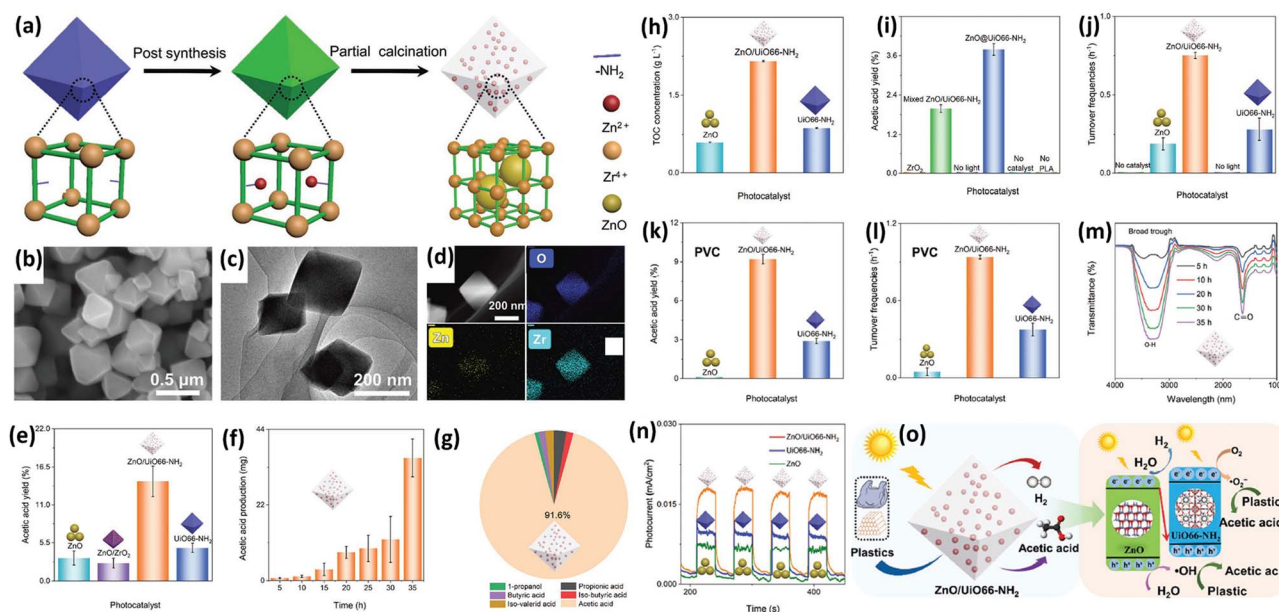 (a)
Post synthesis
Partial calcination
-NH2
Zn2+
Zr4+
ZnO
(b)
0.5 µm
(c)
200 nm
(d)
200 nm
O
Zn
Zr
(e)
Acetic acid yield (%)
22.0
16.5
11.0
5.5
0.0
ZnO
ZnO/ZrO2
ZnO/UiO66-NH2
UiO66-NH2
Photocatalyst
(f)
Acetic acid production (mg)
44
22
0
5 10 15 20 25 30 35
Time (h)
(g)
91.6%
1-propanol
Propionic acid
Butyric acid
Iso-butyric acid
Iso-valerid acid
Acetic acid
(h)
TOC concentration (g L-1)
3.0
2.4
1.8
1.2
0.6
0.0
ZnO
ZnO/UiO66-NH2
UiO66-NH2
Photocatalyst
(i)
Acetic acid yield (%)
5
4
3
2
1
0
ZrO2
Mixed ZnO/UiO66-NH2
No light
ZnO@UiO66-NH2
No catalyst
No PLA
Photocatalyst
(j)
Turnover frequencies (h-1)
1.0
0.5
0.0
No catalyst
ZnO
ZnO/UiO66-NH2
No light
UiO66-NH2
Photocatalyst
(k)
PVC
Acetic acid yield (%)
12
9
6
3
0
ZnO
ZnO/UiO66-NH2
UiO66-NH2
Photocatalyst
(l)
PVC
Turnover frequencies (h-1)
ZnO
ZnO/UiO66-NH2
UiO66-NH2
Photocatalyst
(m)
Transmittance (%)
Broad trough
5 h
10 h
20 h
30 h
35 h
O-H
C=O
4000 3000 2000 1000
Wavelength (nm)
(n)
Photocurrent (mA/cm2)
0.030
0.015
0.000
ZnO/UiO66-NH2
UiO66-NH2
ZnO
200 300 400
Time (s)
(o)
Plastics
ZnO/UiO66-NH2
H2
Acetic acid
H2
H2O
e- e- e- e-
ZnO
h+ h+ h+ h+
H2O
•OH
e- e- e- e-
UiO66-NH2
h+ h+ h+ h+
O2
•O2-
Plastic
Acetic acid
Acetic acid
Plastic